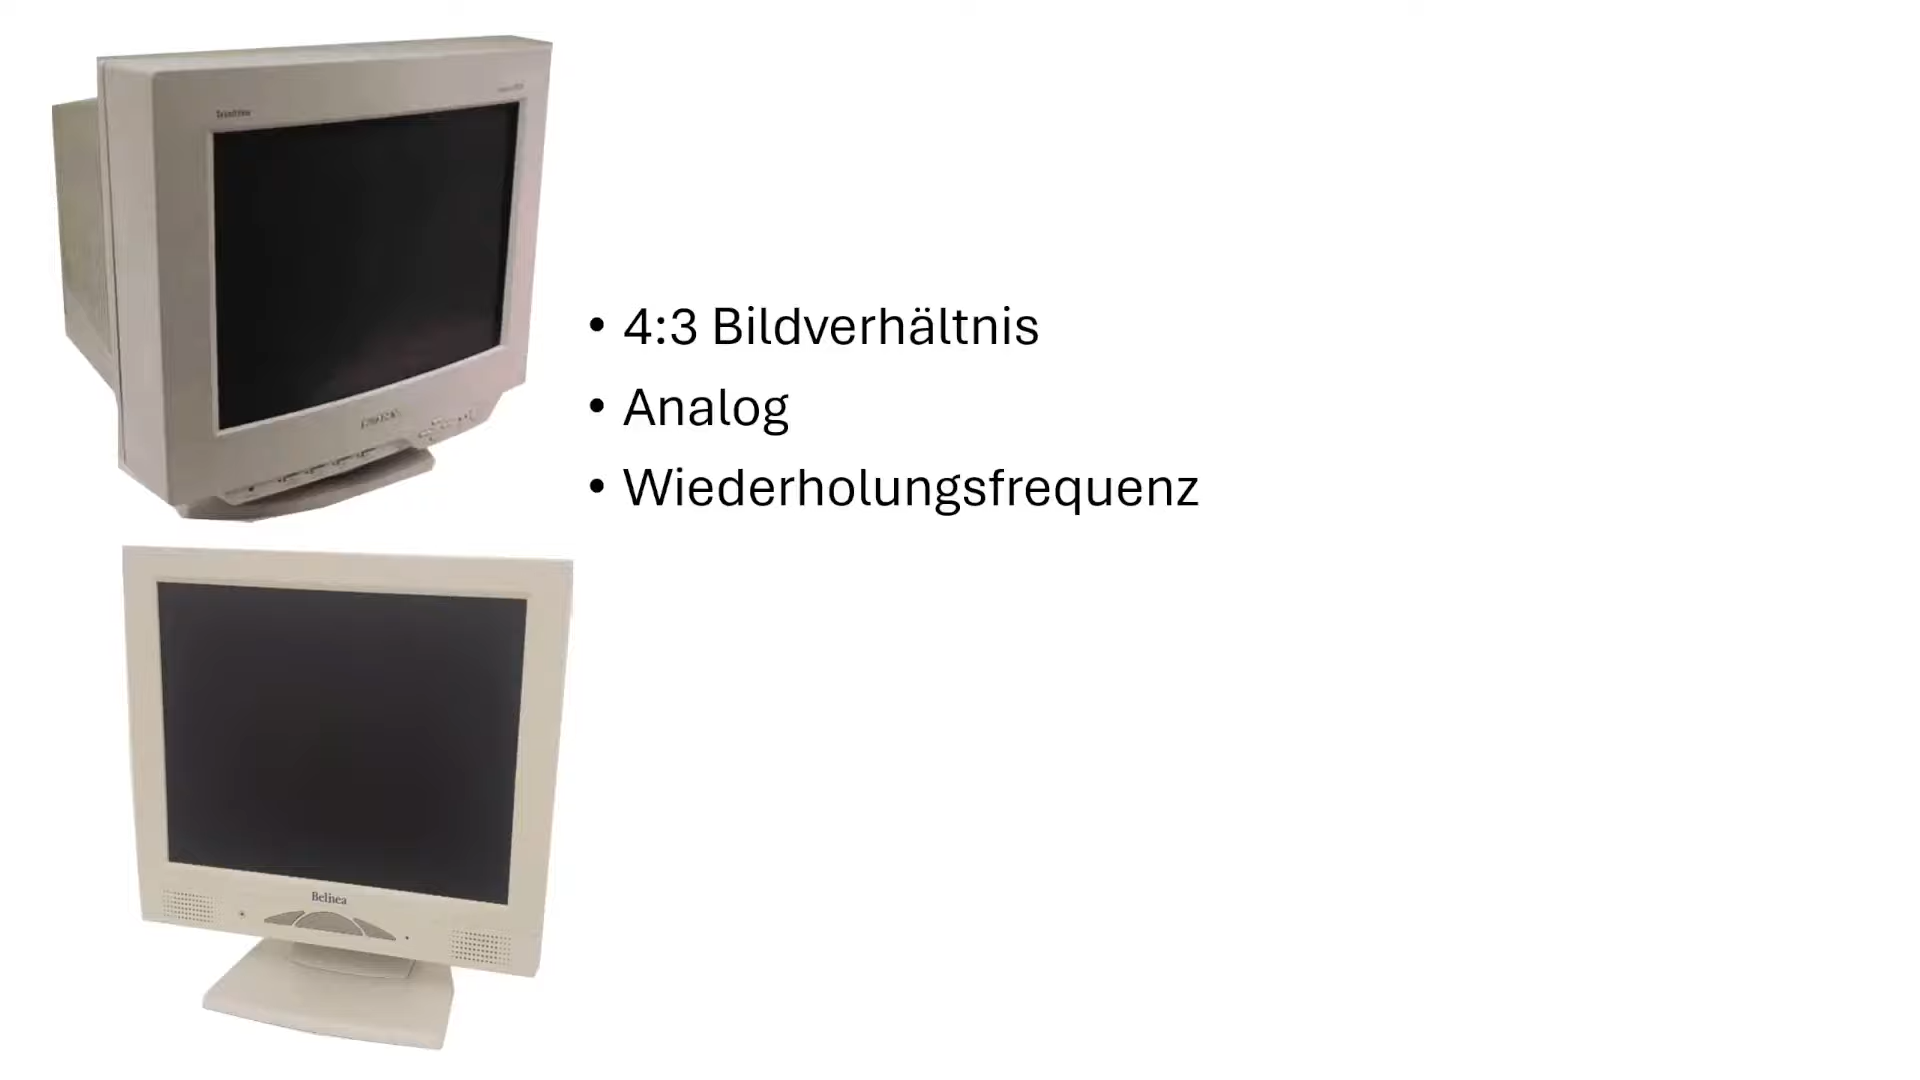 • 4:3 Bildverhältnis
• Analog
• Wiederholungsfrequenz
Belinea